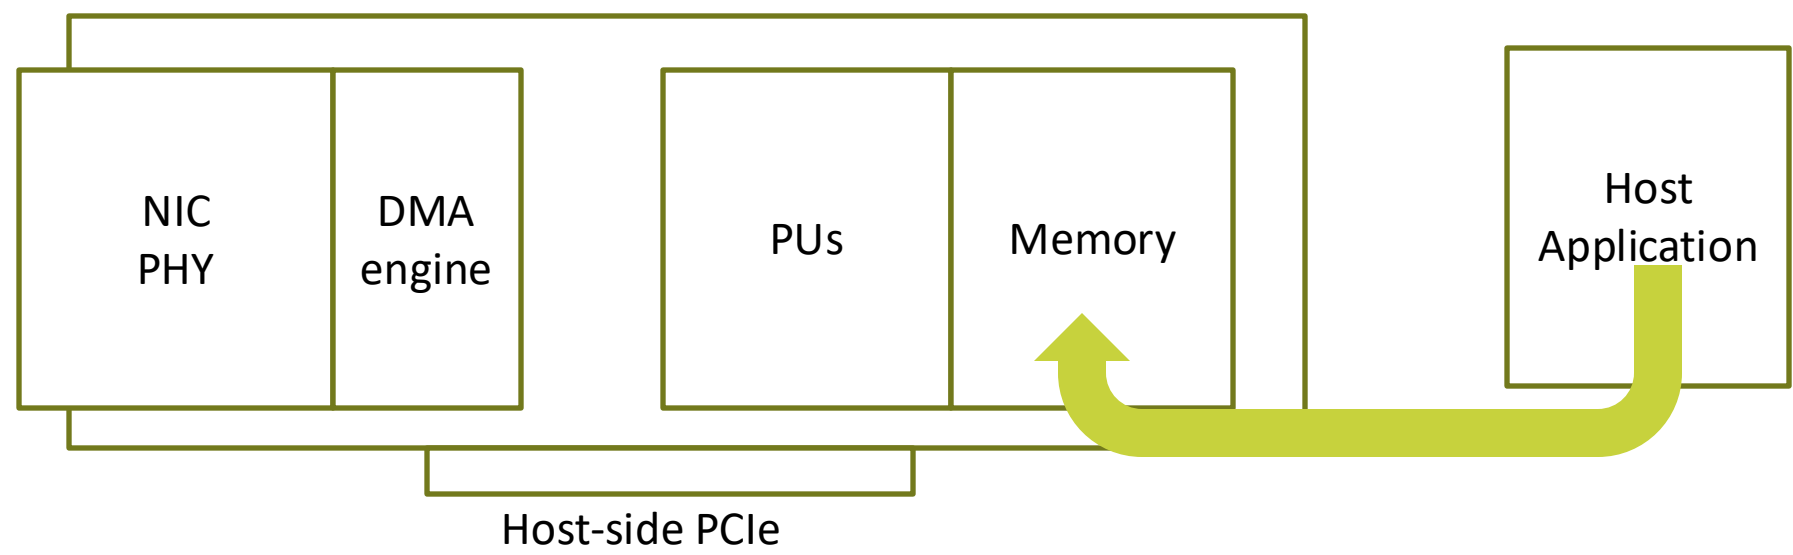 NIC
PHY
DMA
engine
PUs
Memory
Host
Application
Host-side PCIe